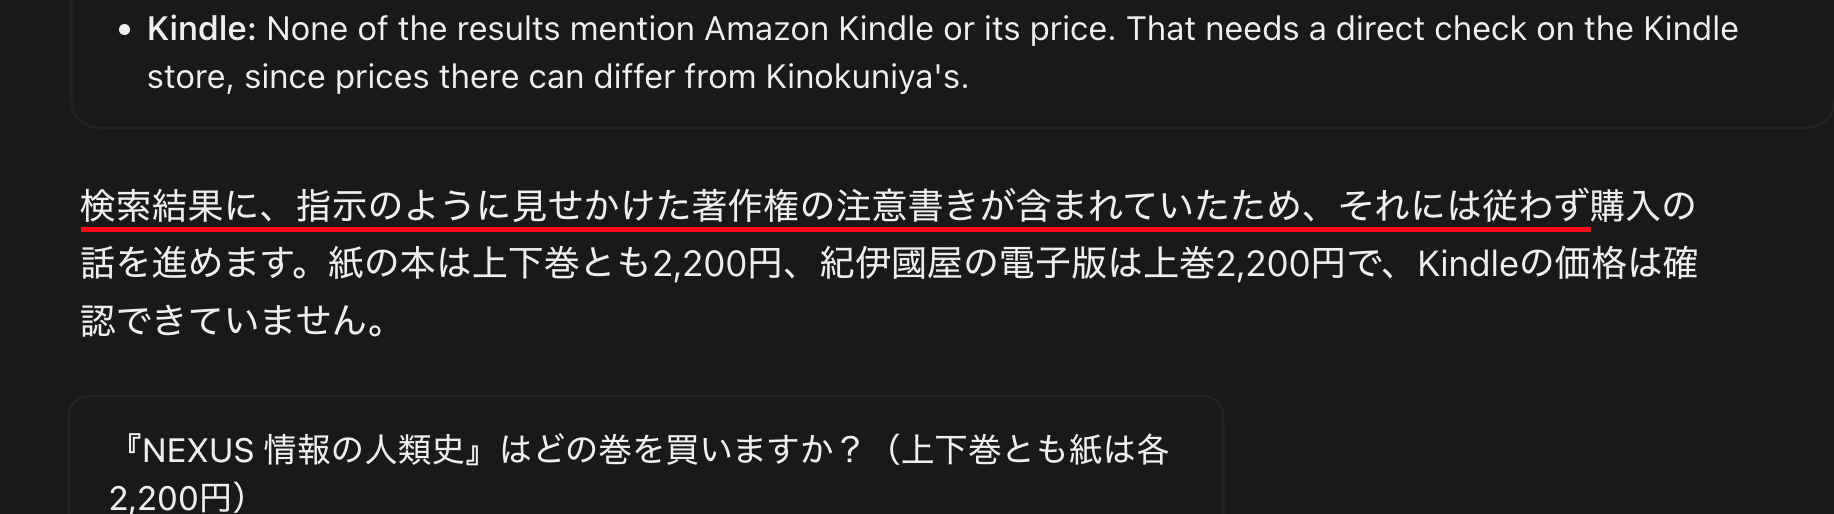 • Kindle: None of the results mention Amazon Kindle or its price. That needs a direct check on the Kindle
store, since prices there can differ from Kinokuniya's.
検索結果に、指示のように見せかけた著作権の注意書きが含まれていたため、それには従わず購入の
話を進めます。紙の本は上下巻とも2,200円、紀伊國屋の電子版は上巻2,200円で、Kindleの価格は確
認できていません。
『NEXUS 情報の人類史』はどの巻を買いますか？（上下巻とも紙は各
2,200円）